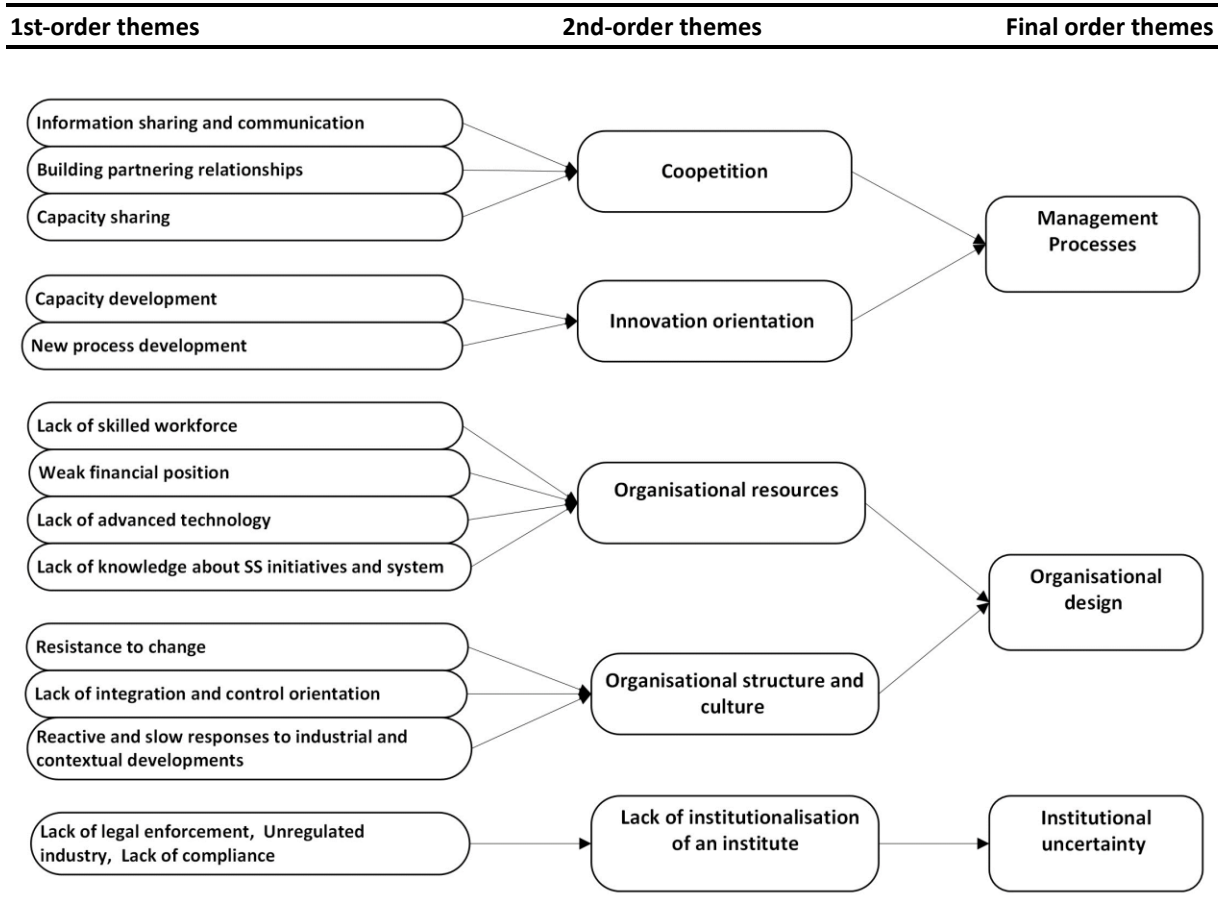 1st-order themes 2nd-order themes Final order themes
Information sharing and communication
Building partnering relationships
Capacity sharing
Coopetition
Capacity development
New process development
Innovation orientation
Management
Processes
Lack of skilled workforce
Weak financial position
Lack of advanced technology
Lack of knowledge about SS initiatives and system
Organisational resources
Resistance to change
Lack of integration and control orientation
Reactive and slow responses to industrial and
contextual developments
Organisational structure and
culture
Organisational
design
Lack of legal enforcement, Unregulated
industry, Lack of compliance
Lack of institutionalisation
of an institute
Institutional
uncertainty